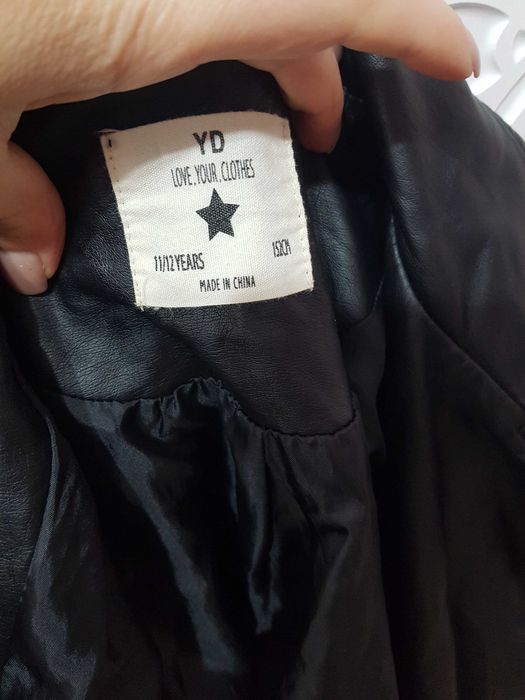 YD
LOVE.YOUR.CLOTHES
11/12YEARS 152CM
MADE IN CHINA